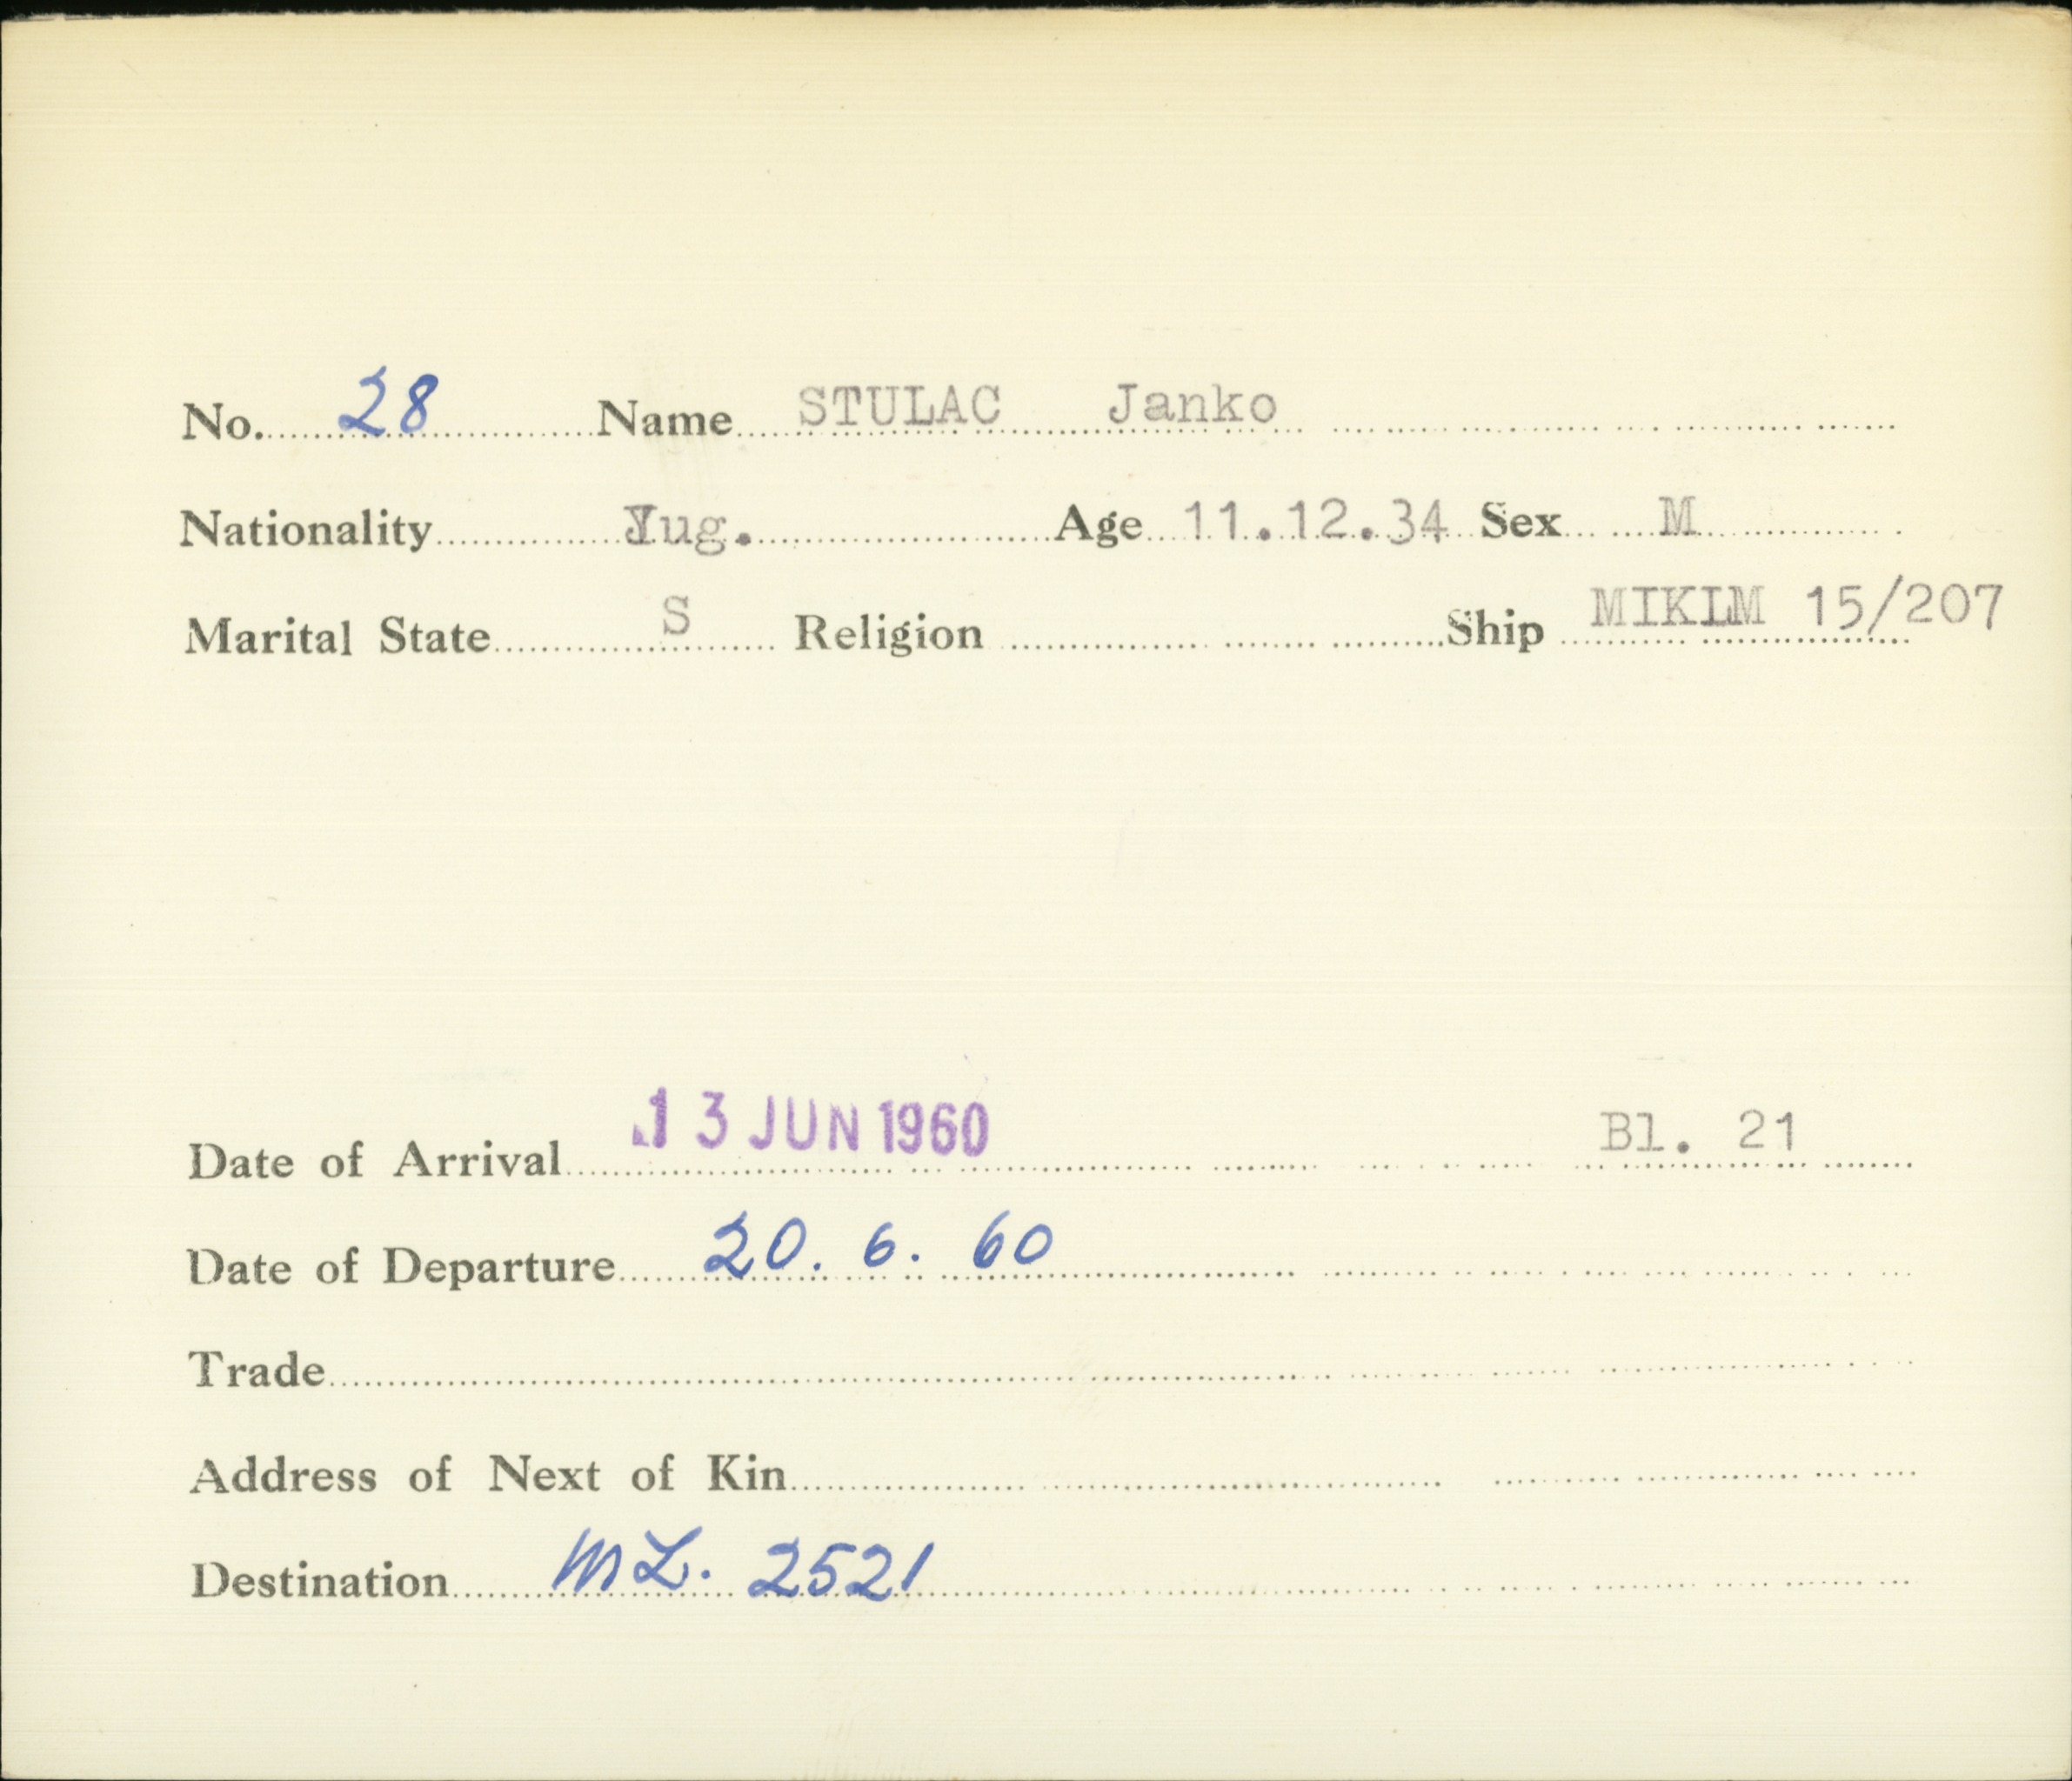 No. 28 Name STULAC Janko
Nationality Yug. Age 11.12.34 Sex M
Marital State S Religion Ship MIKLM 15/207
Date of Arrival 13 JUN 1960 Bl. 21
Date of Departure 20. 6. 60
Trade
Address of Next of Kin
Destination ML. 2521